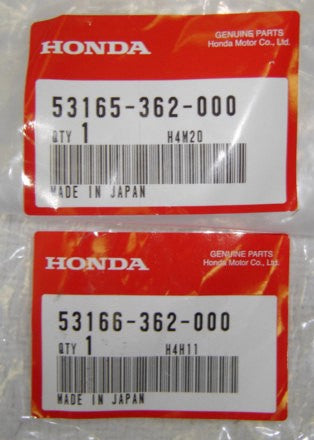 HONDA
GENUINE PARTS
Honda Motor Co., Ltd.
53165-362-000
QTY 1 H4M20
MADE IN JAPAN
HONDA
GENUINE PARTS
Honda Motor Co., Ltd.
53166-362-000
QTY 1 H4H11
MADE IN JAPAN